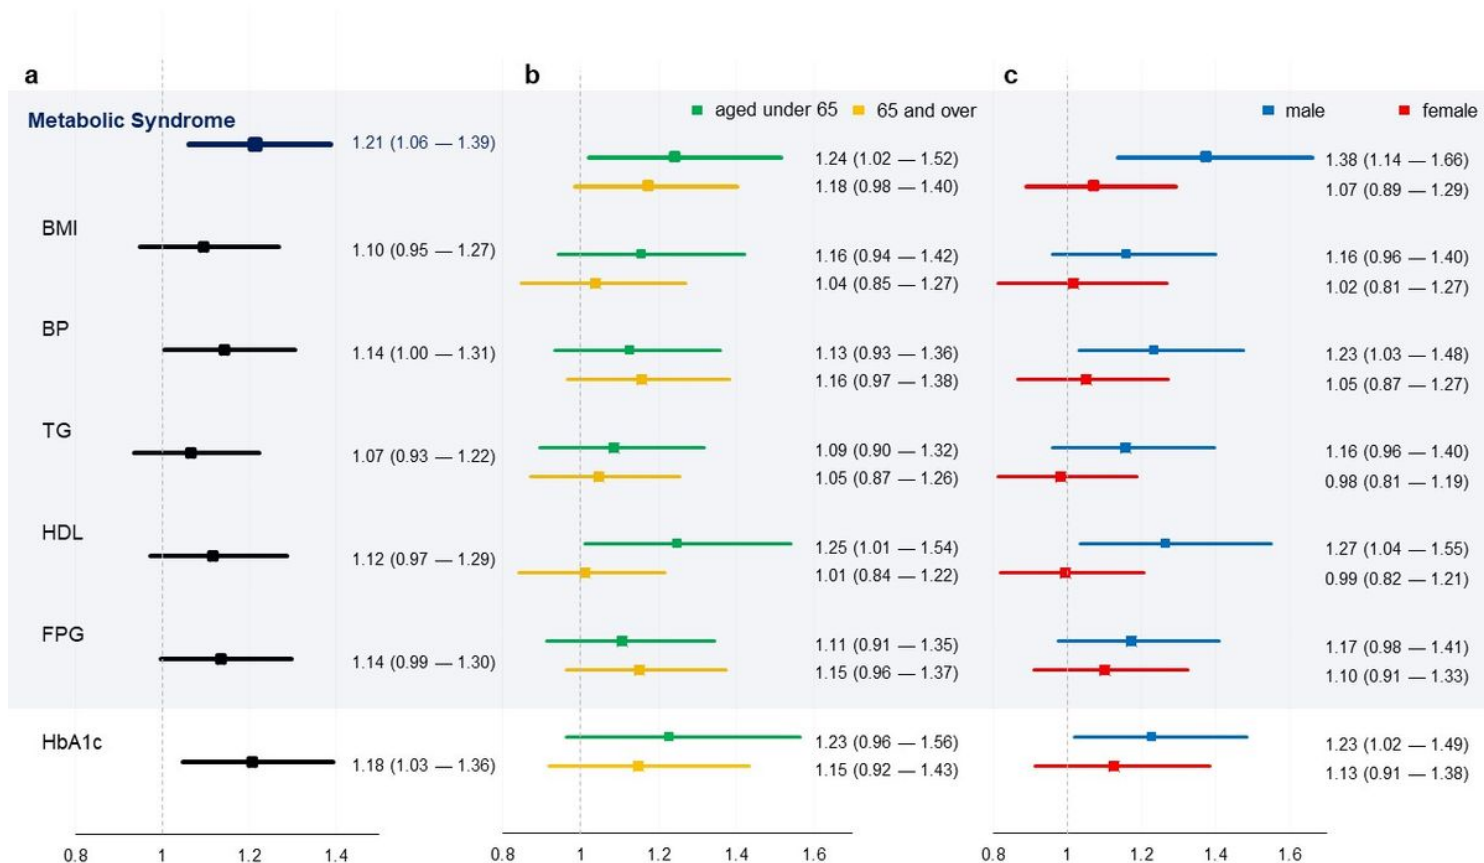 a b c
aged under 65 65 and over male female
Metabolic Syndrome
1.21 (1.06 — 1.39)
1.24 (1.02 — 1.52) 1.38 (1.14 — 1.66)
1.18 (0.98 — 1.40) 1.07 (0.89 — 1.29)
BMI
1.10 (0.95 — 1.27) 1.16 (0.94 — 1.42) 1.16 (0.96 — 1.40)
1.04 (0.85 — 1.27) 1.02 (0.81 — 1.27)
BP
1.14 (1.00 — 1.31) 1.13 (0.93 — 1.36) 1.23 (1.03 — 1.48)
1.16 (0.97 — 1.38) 1.05 (0.87 — 1.27)
TG
1.07 (0.93 — 1.22) 1.09 (0.90 — 1.32) 1.16 (0.96 — 1.40)
1.05 (0.87 — 1.26) 0.98 (0.81 — 1.19)
HDL
1.12 (0.97 — 1.29) 1.25 (1.01 — 1.54) 1.27 (1.04 — 1.55)
1.01 (0.84 — 1.22) 0.99 (0.82 — 1.21)
FPG
1.14 (0.99 — 1.30) 1.11 (0.91 — 1.35) 1.17 (0.98 — 1.41)
1.15 (0.96 — 1.37) 1.10 (0.91 — 1.33)
HbA1c
1.18 (1.03 — 1.36) 1.23 (0.96 — 1.56) 1.23 (1.02 — 1.49)
1.15 (0.92 — 1.43) 1.13 (0.91 — 1.38)
0.8 1 1.2 1.4 0.8 1 1.2 1.4 1.6 0.8 1 1.2 1.4 1.6